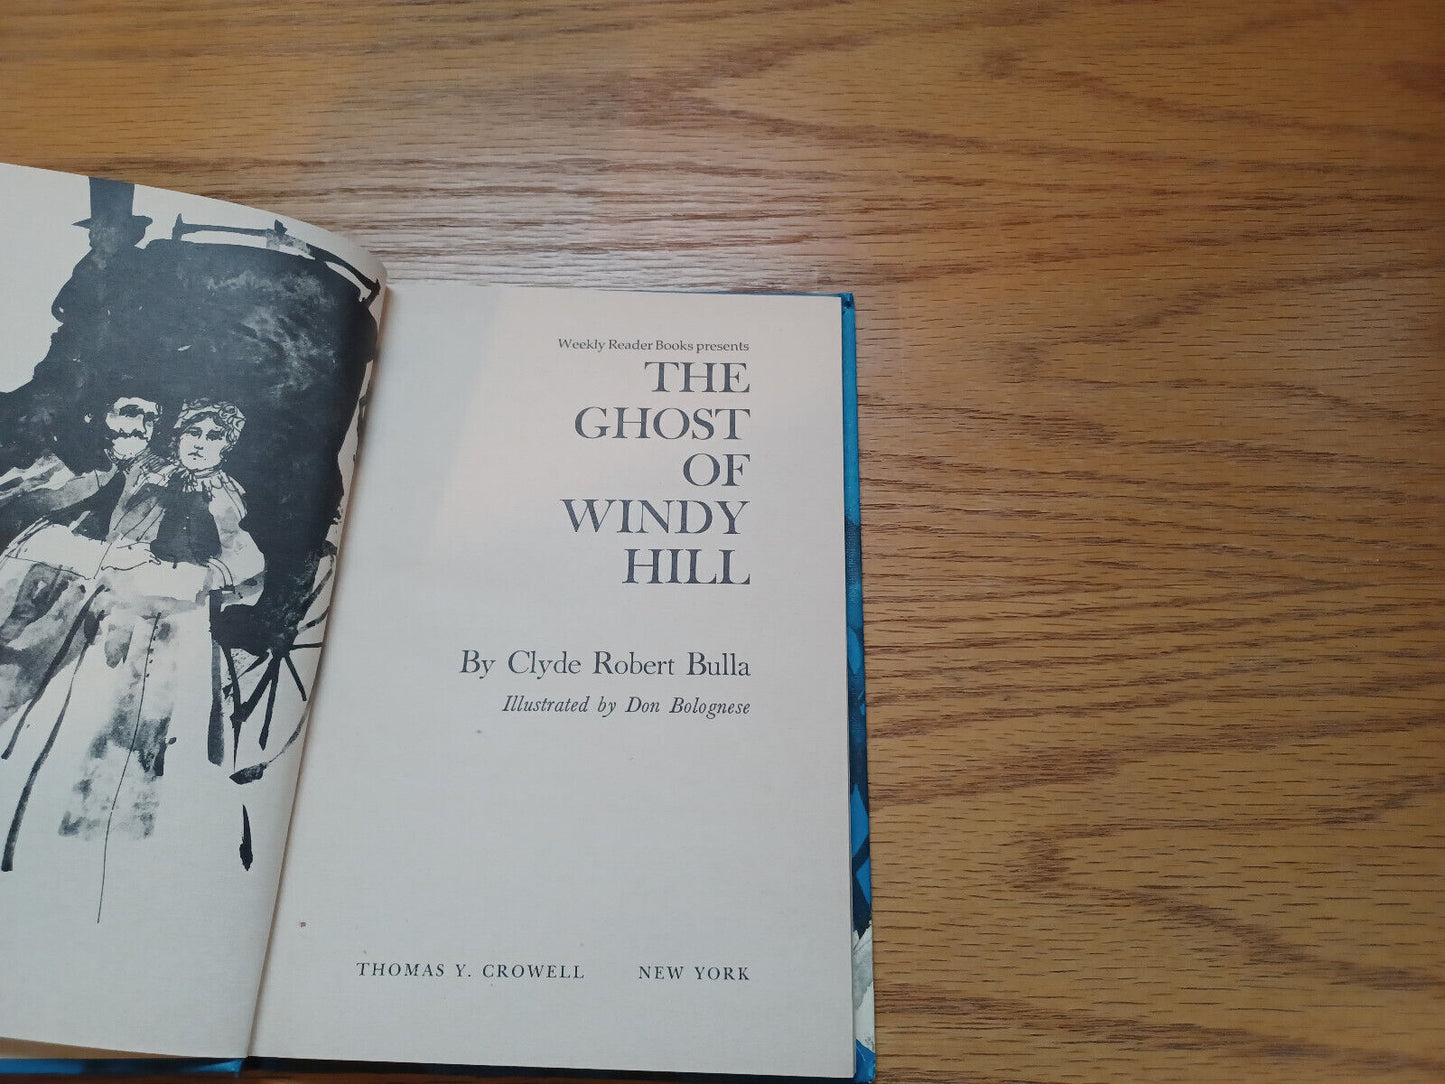 Weekly Reader Books presents
THE
GHOST
OF
WINDY
HILL
By Clyde Robert Bulla
Illustrated by Don Bolognese
THOMAS Y. CROWELL NEW YORK